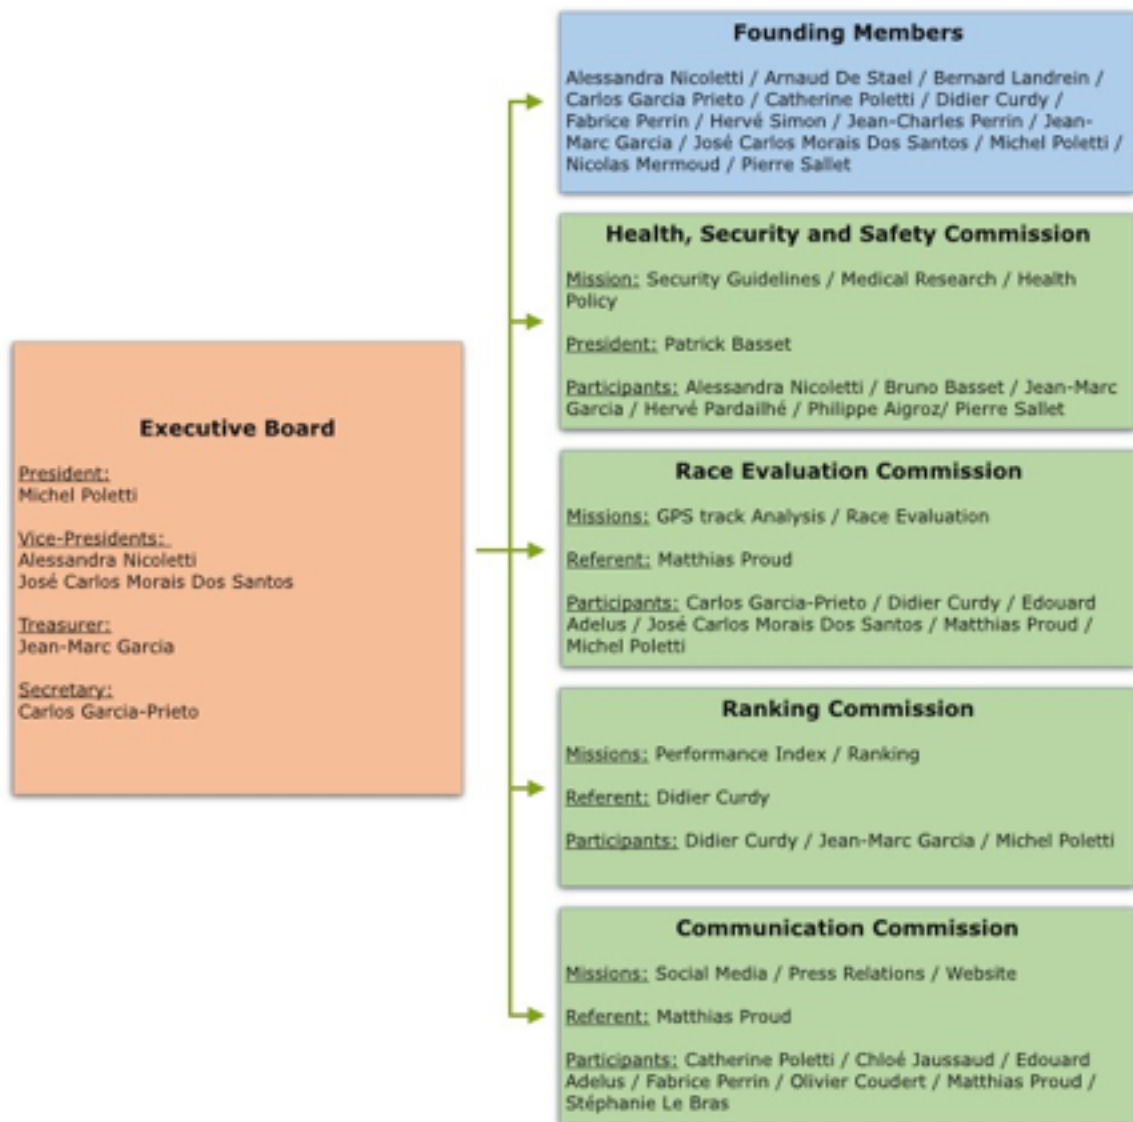 Executive Board
President:
Michel Poletti
Vice-Presidents:
Alessandra Nicoletti
José Carlos Morais Dos Santos
Treasurer:
Jean-Marc Garcia
Secretary:
Carlos Garcia-Prieto
Founding Members
Alessandra Nicoletti / Arnaud De Stael / Bernard Landrein /
Carlos Garcia Prieto / Catherine Poletti / Didier Curdy /
Fabrice Perrin / Hervé Simon / Jean-Charles Perrin / Jean-
Marc Garcia / José Carlos Morais Dos Santos / Michel Poletti /
Nicolas Mermoud / Pierre Sallet
Health, Security and Safety Commission
Mission: Security Guidelines / Medical Research / Health
Policy
President: Patrick Basset
Participants: Alessandra Nicoletti / Bruno Basset / Jean-Marc
Garcia / Hervé Pardailhé / Philippe Aigroz/ Pierre Sallet
Race Evaluation Commission
Missions: GPS track Analysis / Race Evaluation
Referent: Matthias Proud
Participants: Carlos Garcia-Prieto / Didier Curdy / Edouard
Adelus / José Carlos Morais Dos Santos / Matthias Proud /
Michel Poletti
Ranking Commission
Missions: Performance Index / Ranking
Referent: Didier Curdy
Participants: Didier Curdy / Jean-Marc Garcia / Michel Poletti
Communication Commission
Missions: Social Media / Press Relations / Website
Referent: Matthias Proud
Participants: Catherine Poletti / Chloé Jaussaud / Edouard
Adelus / Fabrice Perrin / Olivier Coudert / Matthias Proud /
Stéphanie Le Bras